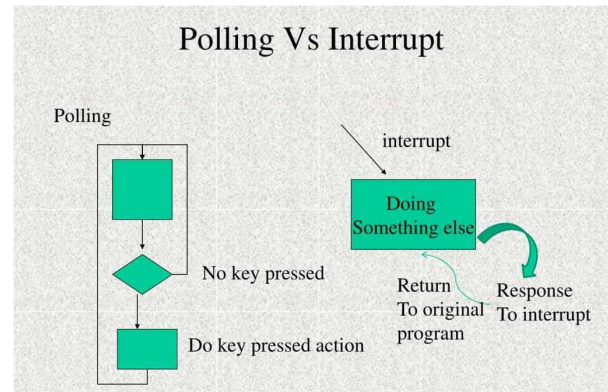 Polling Vs Interrupt
Polling
No key pressed
Do key pressed action
interrupt
Doing
Something else
Response
To interrupt
Return
To original
program